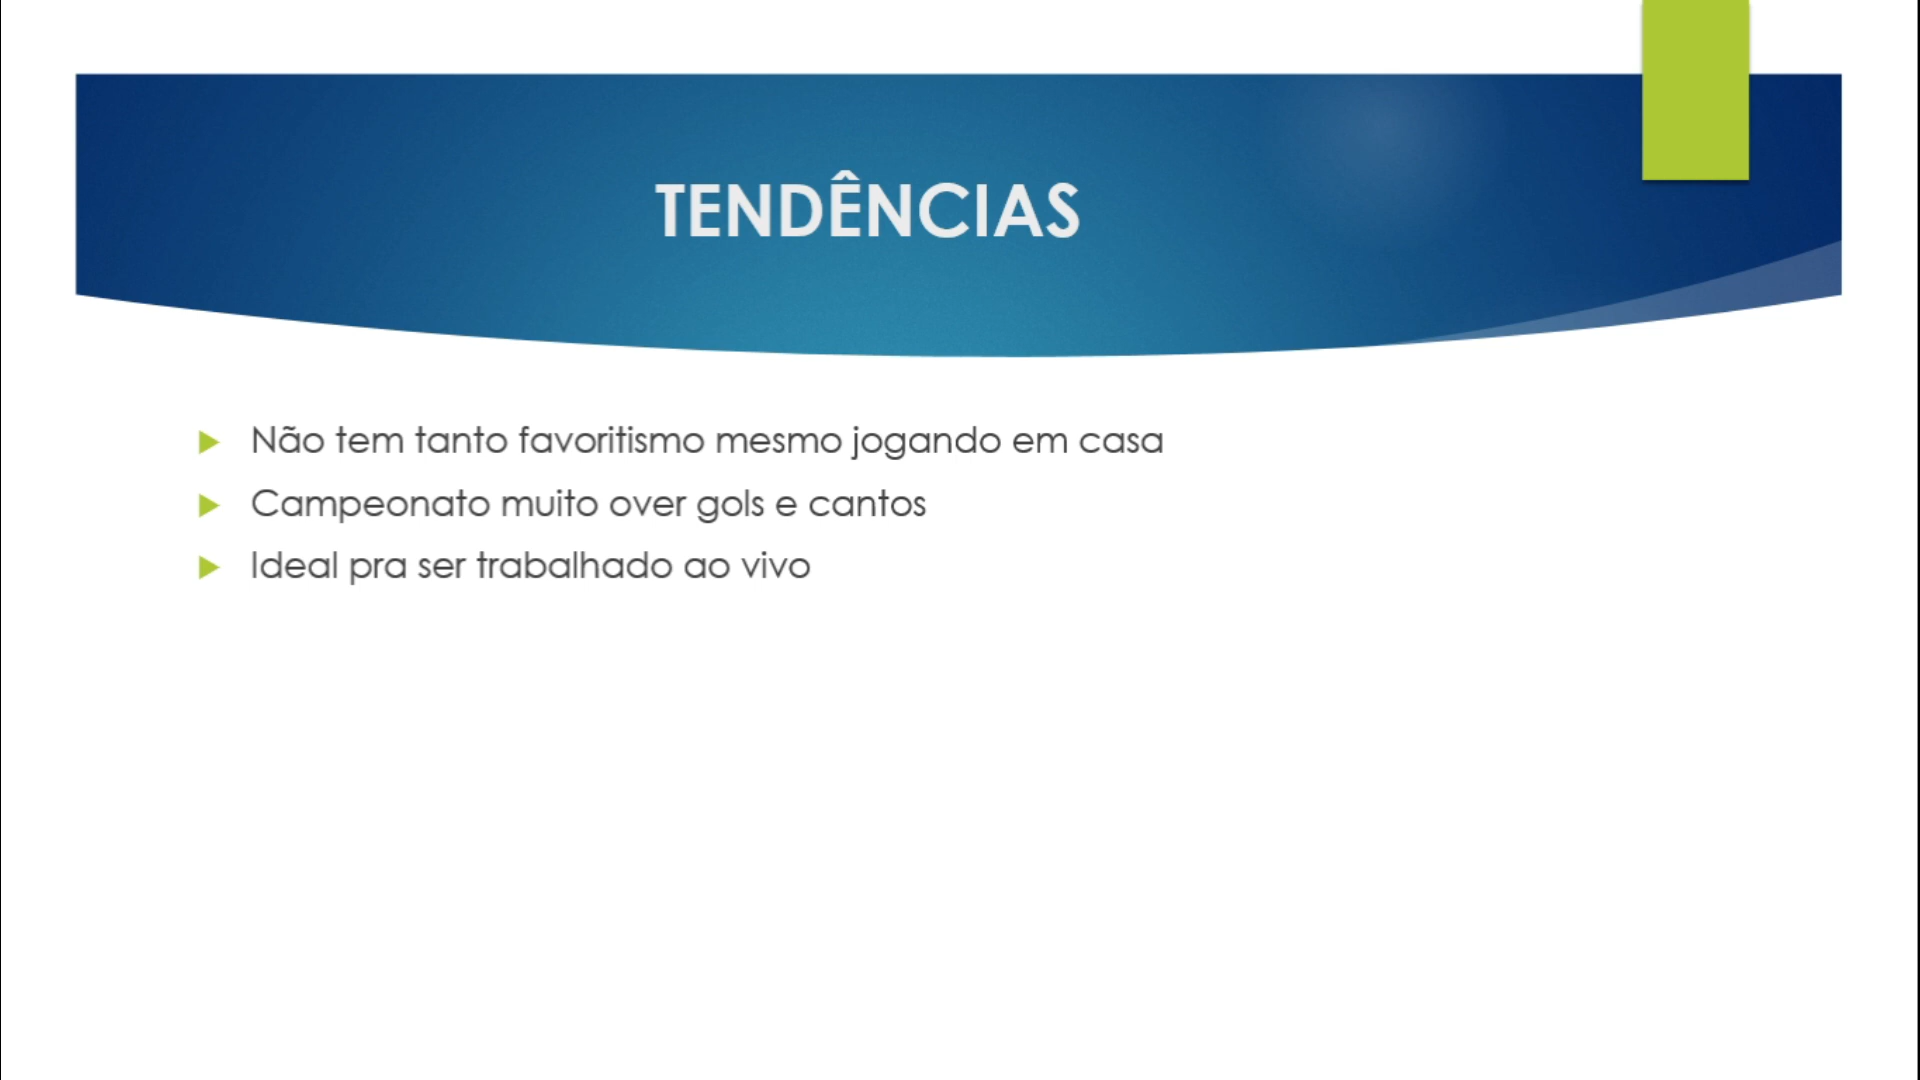 TENDÊNCIAS
Não tem tanto favoritismo mesmo jogando em casa
Campeonato muito over gols e cantos
Ideal pra ser trabalhado ao vivo